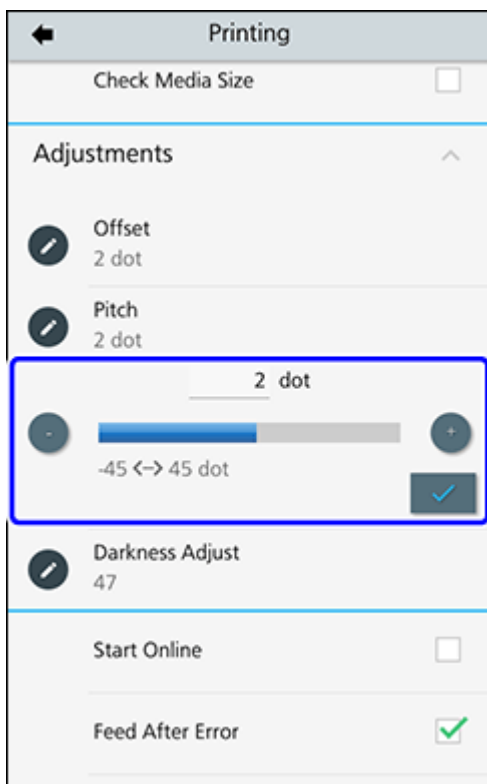 Printing
Check Media Size
Adjustments
Offset
2 dot
Pitch
2 dot
2 dot
- +
-45 <--> 45 dot
Darkness Adjust
47
Start Online
Feed After Error